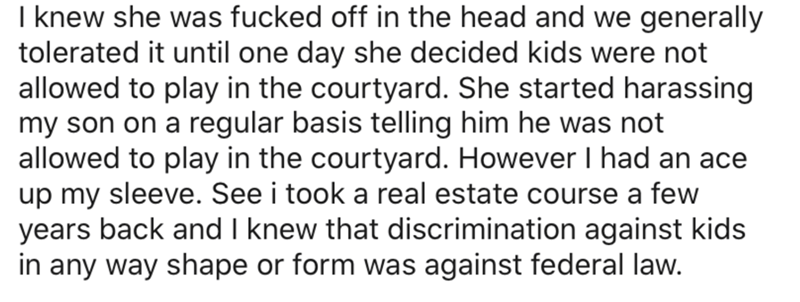 I knew she was fucked off in the head and we generally
tolerated it until one day she decided kids were not
allowed to play in the courtyard. She started harassing
my son on a regular basis telling him he was not
allowed to play in the courtyard. However I had an ace
up my sleeve. See i took a real estate course a few
years back and I knew that discrimination against kids
in any way shape or form was against federal law.